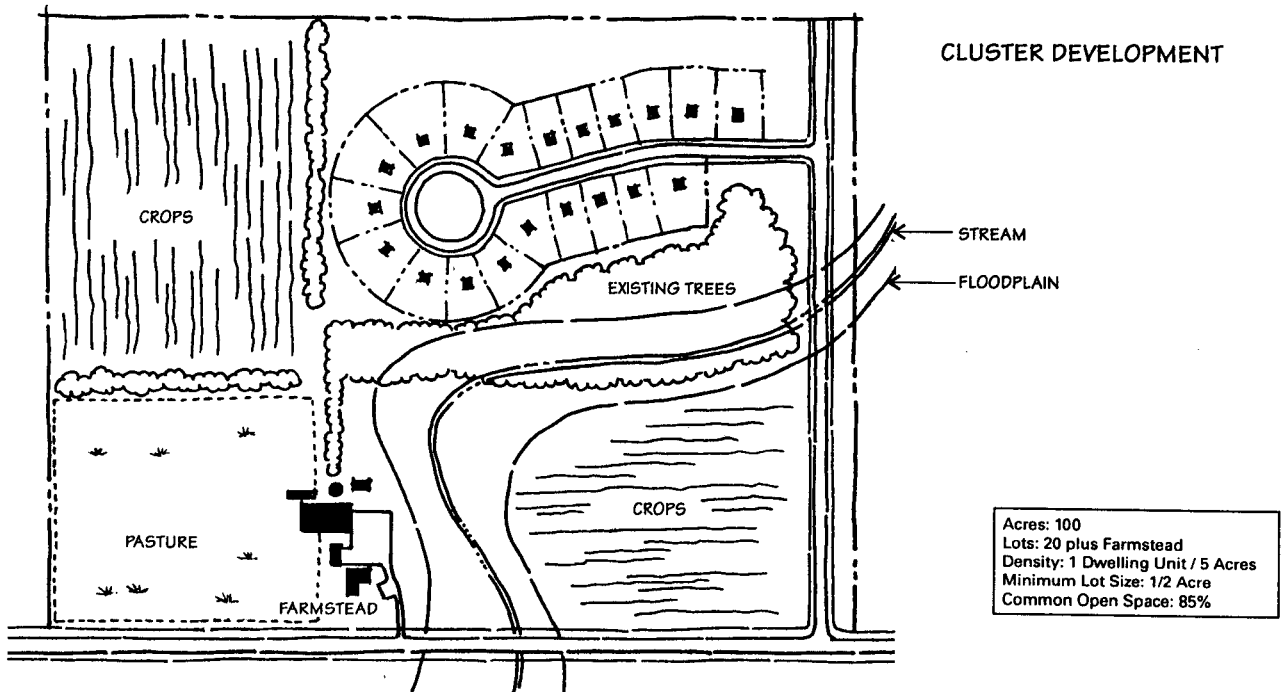 CLUSTER DEVELOPMENT
CROPS
STREAM
EXISTING TREES
FLOODPLAIN
CROPS
PASTURE
FARMSTEAD
Acres: 100
Lots: 20 plus Farmstead
Density: 1 Dwelling Unit / 5 Acres
Minimum Lot Size: 1/2 Acre
Common Open Space: 85%